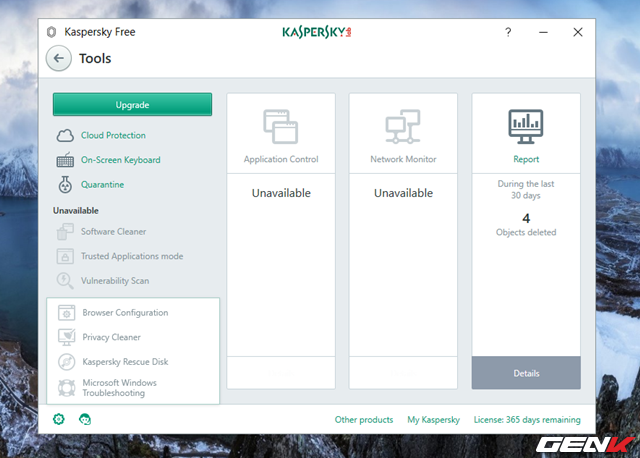 Kaspersky Free
KASPERSKY lab
?
Tools
Upgrade
Cloud Protection
On-Screen Keyboard
Quarantine
Unavailable
Software Cleaner
Trusted Applications mode
Vulnerability Scan
Browser Configuration
Privacy Cleaner
Kaspersky Rescue Disk
Microsoft Windows
Troubleshooting
Application Control
Unavailable
Network Monitor
Unavailable
Report
During the last
30 days
4
Objects deleted
Details
Other products
My Kaspersky
License: 365 days remaining
GENK